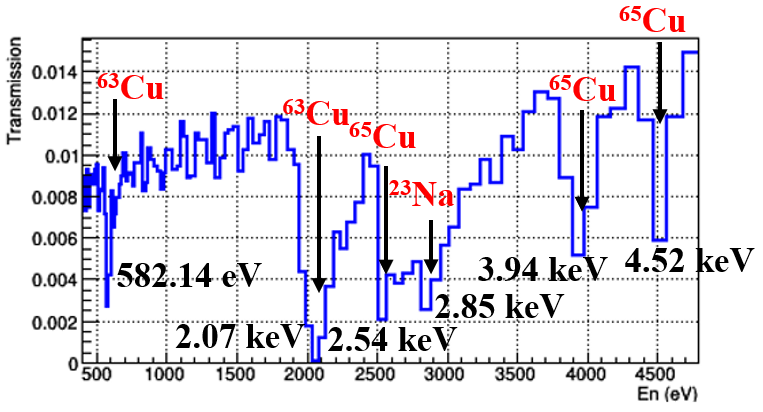 65Cu
Transmission
0.014
63Cu
65Cu
0.012
63Cu 65Cu
0.01
23Na
0.008
0.006
582.14 eV
3.94 keV
4.52 keV
0.004
2.85 keV
0.002
2.07 keV
2.54 keV
0
500 1000 1500 2000 2500 3000 3500 4000 4500
En (eV)